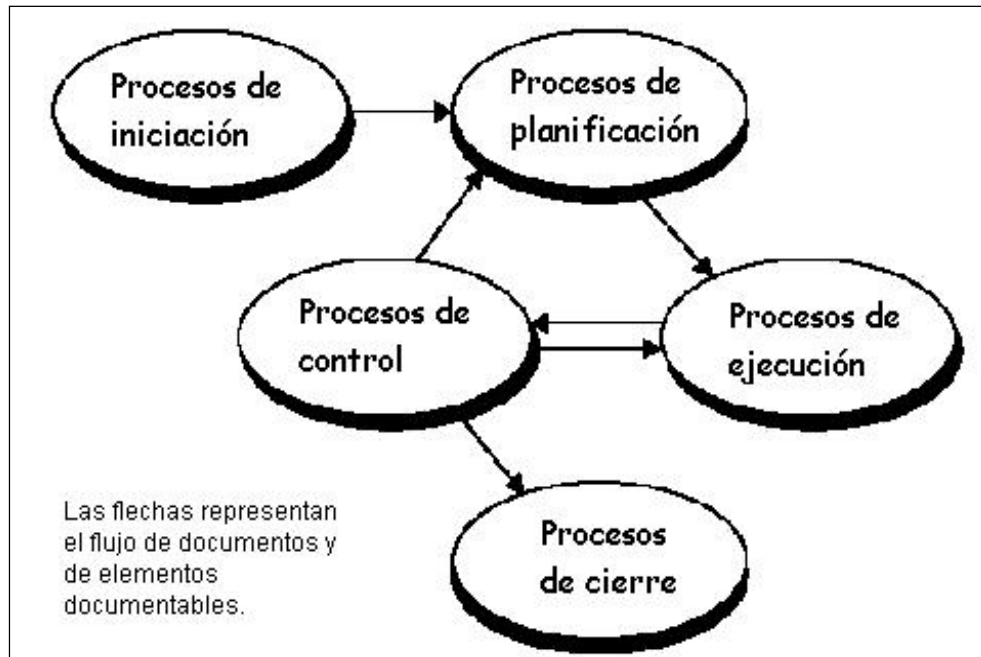 Procesos de
iniciación
Procesos de
planificación
Procesos de
control
Procesos de
ejecución
Procesos
de cierre
Las flechas representan
el flujo de documentos y
de elementos
documentables.